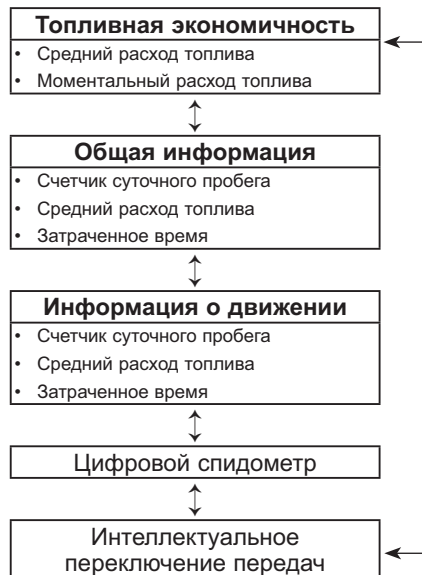 Топливная экономичность
• Средний расход топлива
• Моментальный расход топлива
Общая информация
• Счетчик суточного пробега
• Средний расход топлива
• Затраченное время
Информация о движении
• Счетчик суточного пробега
• Средний расход топлива
• Затраченное время
Цифровой спидометр
Интеллектуальное
переключение передач